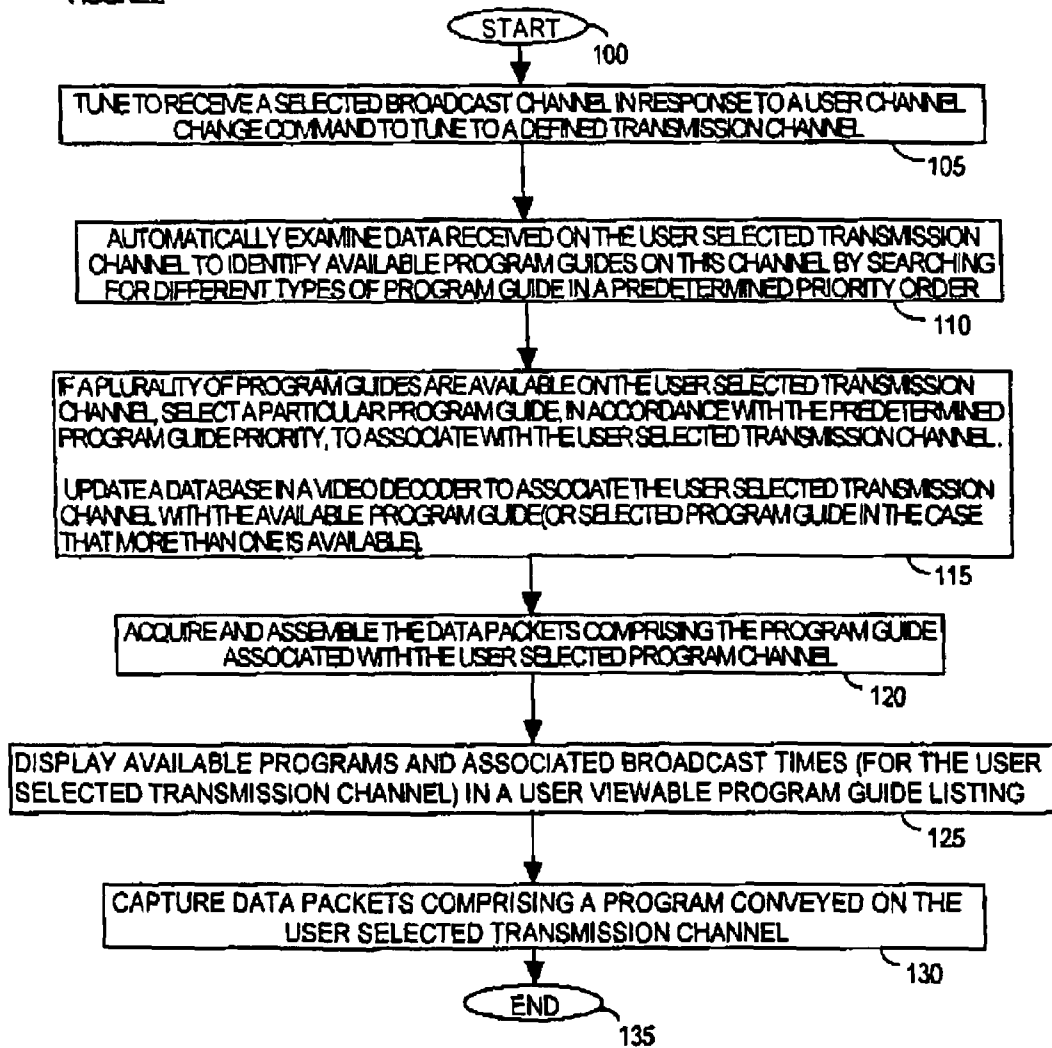 START
100
TUNE TO RECEIVE A SELECTED BROADCAST CHANNEL IN RESPONSE TO A USER CHANNEL
CHANGE COMMAND TO TUNE TO A DEFINED TRANSMISSION CHANNEL
105
AUTOMATICALLY EXAMINE DATA RECEIVED ON THE USER SELECTED TRANSMISSION
CHANNEL TO IDENTIFY AVAILABLE PROGRAM GUIDES ON THIS CHANNEL BY SEARCHING
FOR DIFFERENT TYPES OF PROGRAM GUIDE IN A PREDETERMINED PRIORITY ORDER
110
IF A PLURALITY OF PROGRAM GUIDES ARE AVAILABLE ON THE USER SELECTED TRANSMISSION
CHANNEL, SELECT A PARTICULAR PROGRAM GUIDE, IN ACCORDANCE WITH THE PREDETERMINED
PROGRAM GUIDE PRIORITY, TO ASSOCIATE WITH THE USER SELECTED TRANSMISSION CHANNEL.
UPDATE A DATABASE IN A VIDEO DECODER TO ASSOCIATE THE USER SELECTED TRANSMISSION
CHANNEL WITH THE AVAILABLE PROGRAM GUIDE (OR SELECTED PROGRAM GUIDE IN THE CASE
THAT MORE THAN ONE IS AVAILABLE).
115
ACQUIRE AND ASSEMBLE THE DATA PACKETS COMPRISING THE PROGRAM GUIDE
ASSOCIATED WITH THE USER SELECTED PROGRAM CHANNEL
120
DISPLAY AVAILABLE PROGRAMS AND ASSOCIATED BROADCAST TIMES (FOR THE USER
SELECTED TRANSMISSION CHANNEL) IN A USER VIEWABLE PROGRAM GUIDE LISTING
125
CAPTURE DATA PACKETS COMPRISING A PROGRAM CONVEYED ON THE
USER SELECTED TRANSMISSION CHANNEL
130
END
135